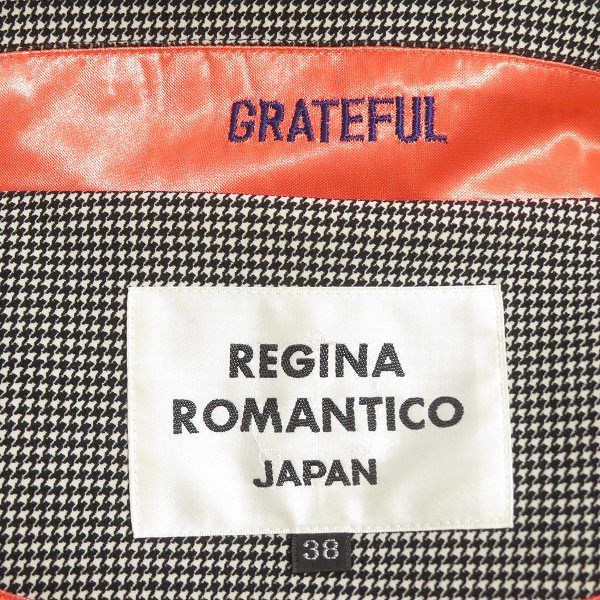 GRATEFUL
REGINA
ROMANTICO
JAPAN
38